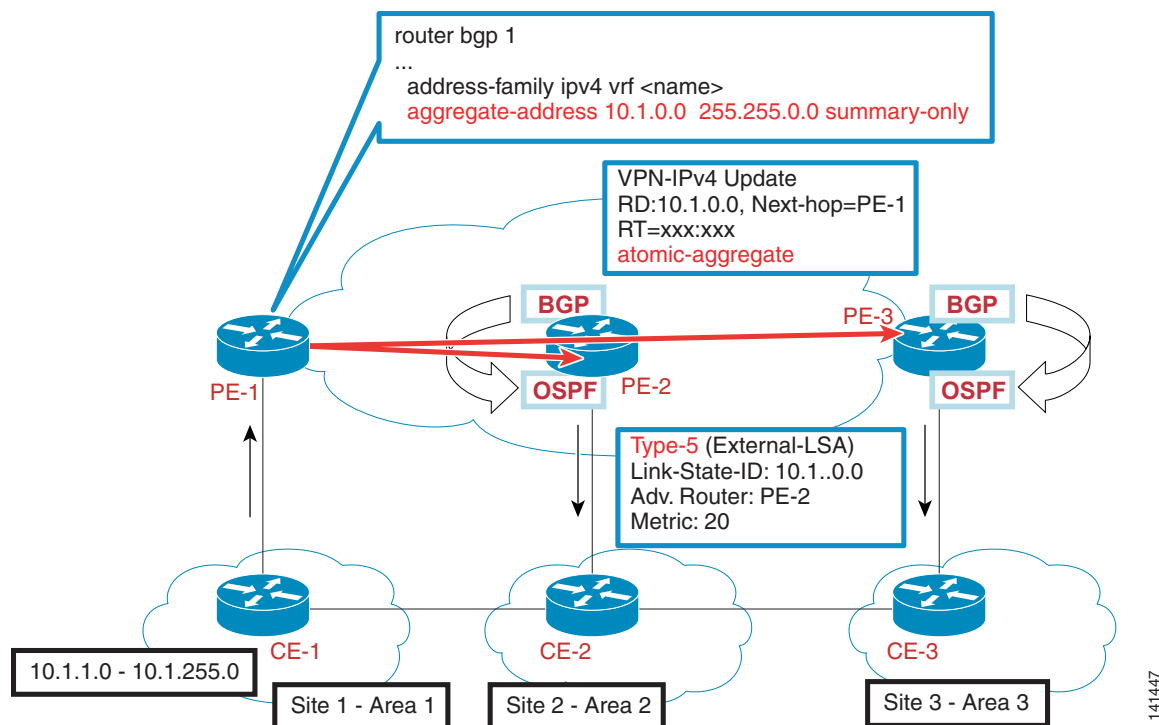 router bgp 1
...
address-family ipv4 vrf <name>
aggregate-address 10.1.0.0 255.255.0.0 summary-only
VPN-IPv4 Update
RD:10.1.0.0, Next-hop=PE-1
RT=xxx:xxx
atomic-aggregate
BGP
PE-3
BGP
PE-1
OSPF
PE-2
OSPF
Type-5 (External-LSA)
Link-State-ID: 10.1..0.0
Adv. Router: PE-2
Metric: 20
CE-1
CE-2
CE-3
10.1.1.0 - 10.1.255.0
Site 1 - Area 1
Site 2 - Area 2
Site 3 - Area 3
141447